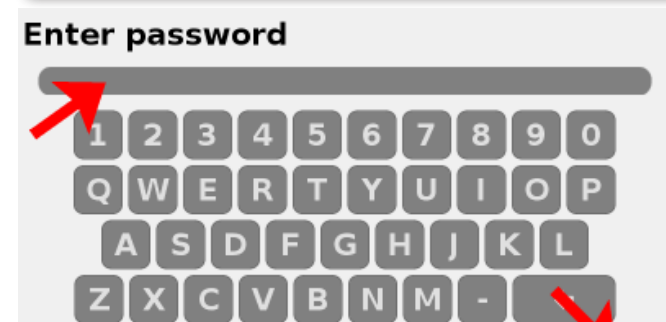 Enter password
1 2 3 4 5 6 7 8 9 0
Q W E R T Y U I O P
A S D F G H J K L
Z X C V B N M -